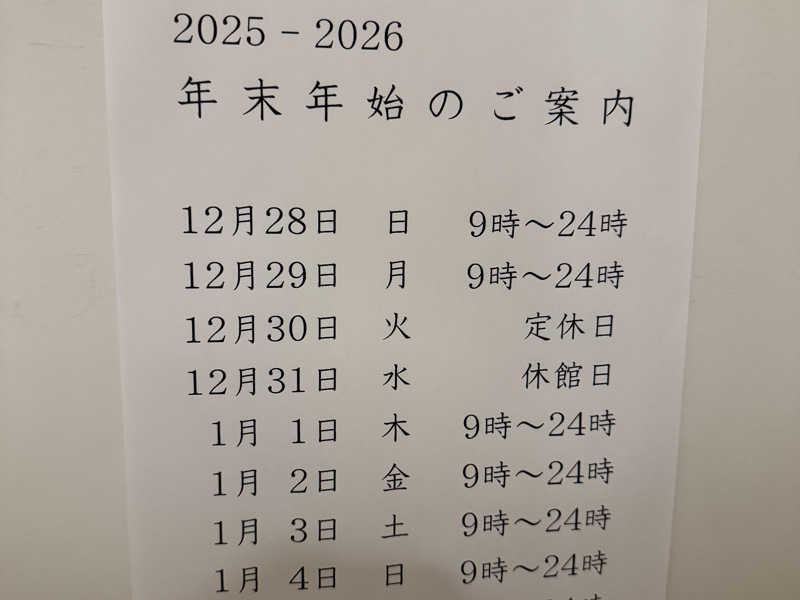 2025 - 2026
年末年始のご案内
12月28日 日 9時～24時
12月29日 月 9時～24時
12月30日 火 定休日
12月31日 水 休館日
1月 1日 木 9時～24時
1月 2日 金 9時～24時
1月 3日 土 9時～24時
1月 4日 日 9時～24時